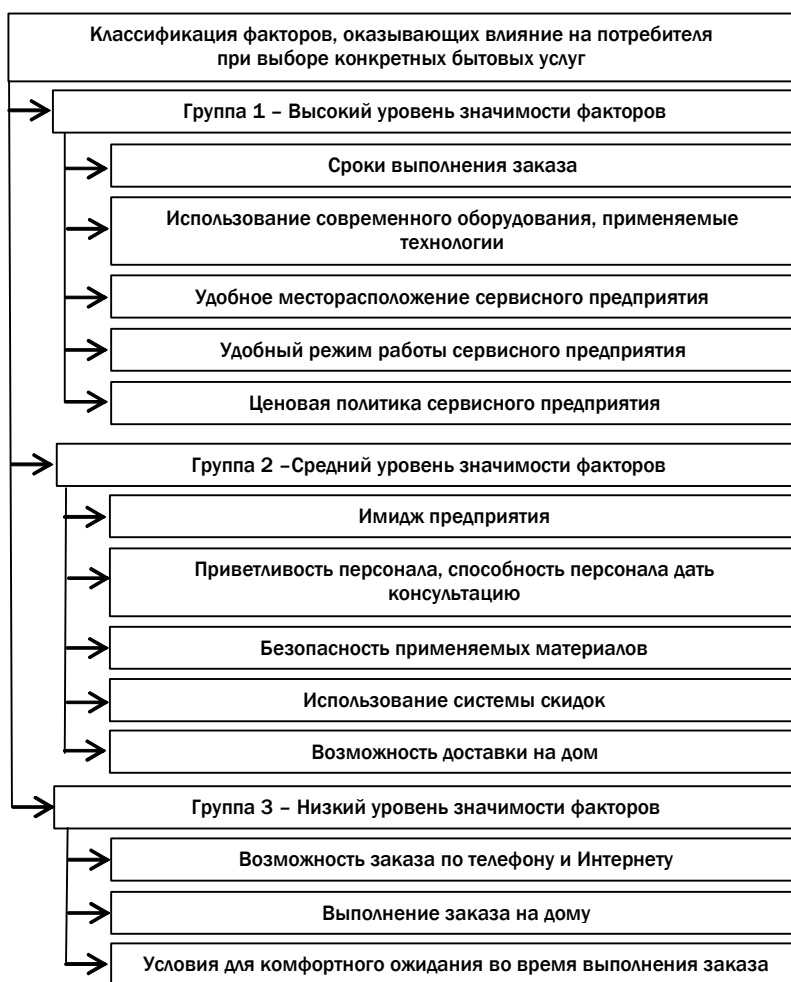 Классификация факторов, оказывающих влияние на потребителя
при выборе конкретных бытовых услуг
Группа 1 – Высокий уровень значимости факторов
Сроки выполнения заказа
Использование современного оборудования, применяемые
технологии
Удобное месторасположение сервисного предприятия
Удобный режим работы сервисного предприятия
Ценовая политика сервисного предприятия
Группа 2 –Средний уровень значимости факторов
Имидж предприятия
Приветливость персонала, способность персонала дать
консультацию
Безопасность применяемых материалов
Использование системы скидок
Возможность доставки на дом
Группа 3 – Низкий уровень значимости факторов
Возможность заказа по телефону и Интернету
Выполнение заказа на дому
Условия для комфортного ожидания во время выполнения заказа